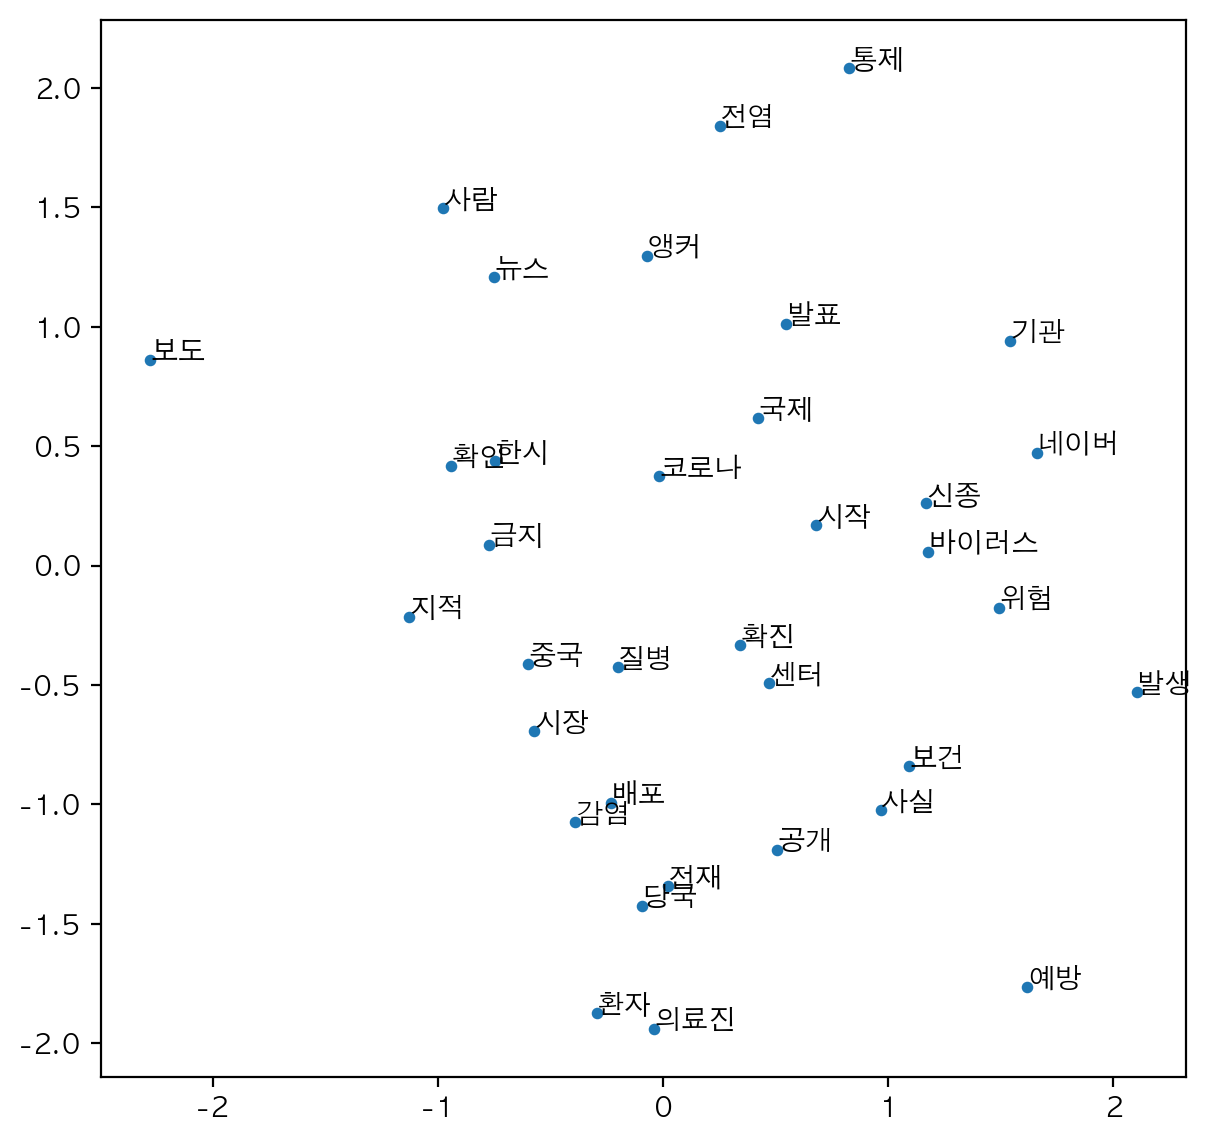 통제
2.0
전염
사람
1.5
앵커
뉴스
발표
1.0
기관
보도
국제
네이버
0.5
확인
한시
코로나
신종
시작
금지
바이러스
0.0
위험
지적
확진
중국
질병
센터
-0.5
발생
시장
보건
배포
-1.0
감염
사실
공개
전재
당국
-1.5
예방
환자
의료진
-2.0
-2
-1
0
1
2